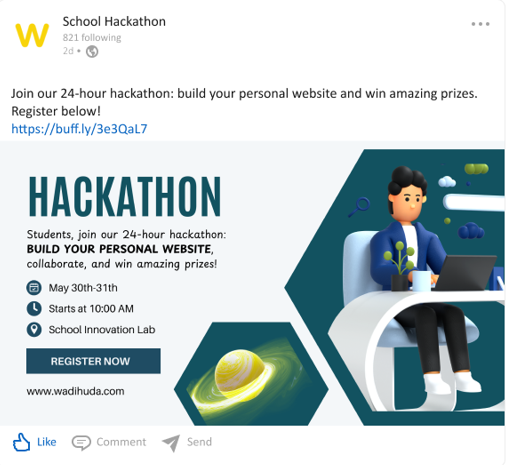 W
School Hackathon
821 following
2d •
Join our 24-hour hackathon: build your personal website and win amazing prizes.
Register below!
https://buff.ly/3e3QaL7
HACKATHON
Students, join our 24-hour hackathon:
BUILD YOUR PERSONAL WEBSITE,
collaborate, and win amazing prizes!
May 30th-31th
Starts at 10:00 AM
School Innovation Lab
REGISTER NOW
www.wadihuda.com
Like Comment Send